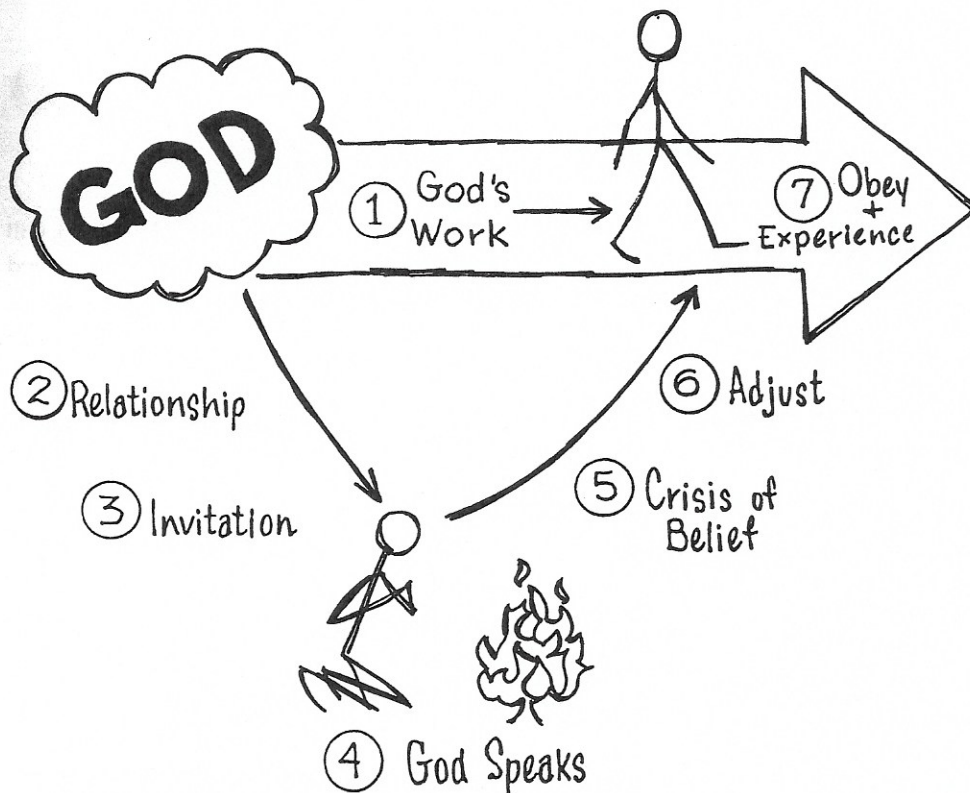 GOD
1 God's
Work
7 Obey
+
Experience
2 Relationship
3 Invitation
4 God Speaks
5 Crisis of
Belief
6 Adjust